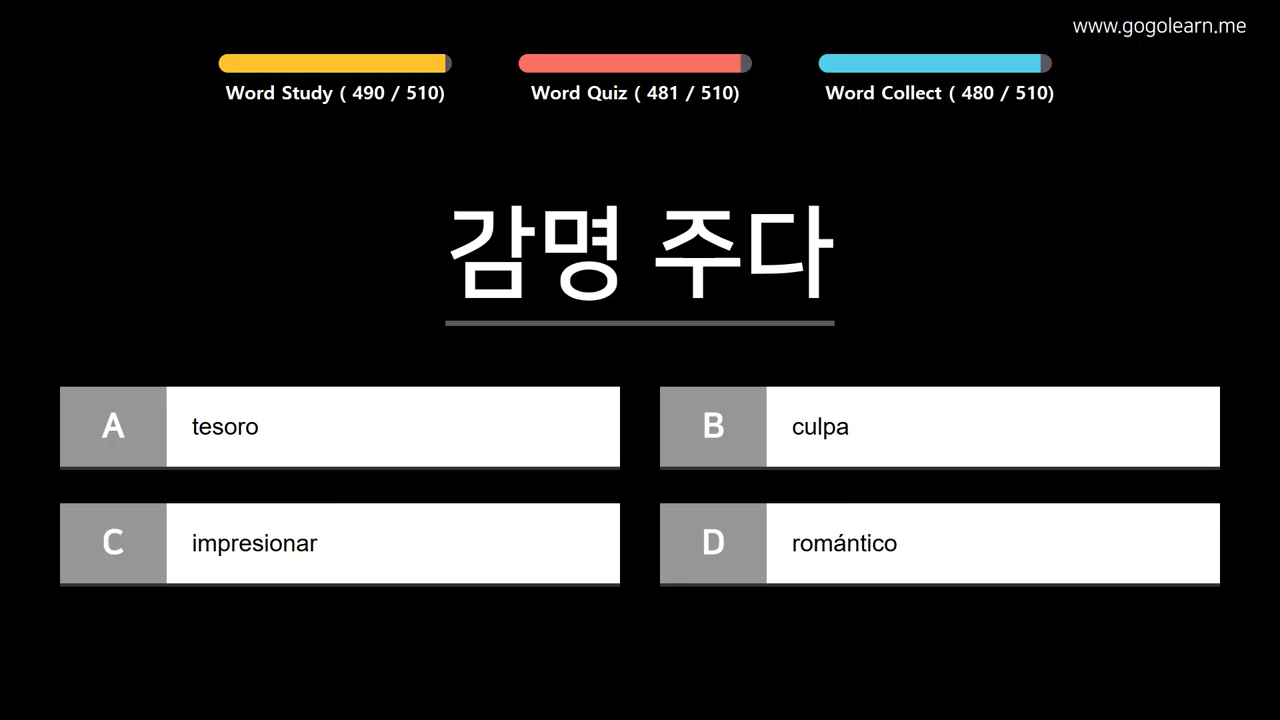 www.gogolearn.me
Word Study ( 490 / 510)
Word Quiz ( 481 / 510)
Word Collect ( 480 / 510)
감명 주다
A tesoro
B culpa
C impresionar
D romántico